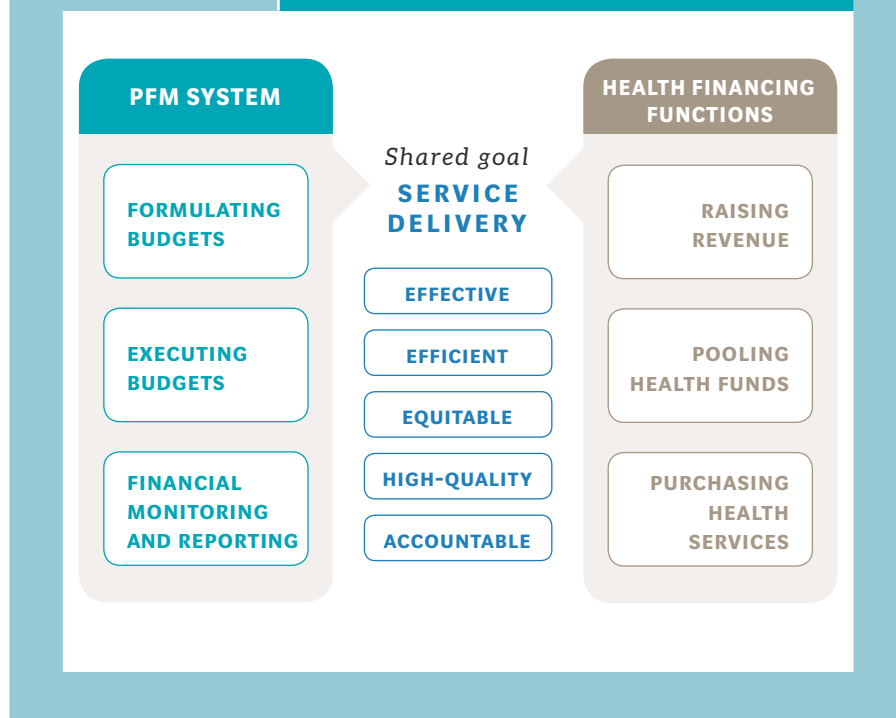 PFM SYSTEM
FORMULATING
BUDGETS
EXECUTING
BUDGETS
FINANCIAL
MONITORING
AND REPORTING
Shared goal
SERVICE
DELIVERY
EFFECTIVE
EFFICIENT
EQUITABLE
HIGH-QUALITY
ACCOUNTABLE
HEALTH FINANCING
FUNCTIONS
RAISING
REVENUE
POOLING
HEALTH FUNDS
PURCHASING
HEALTH
SERVICES